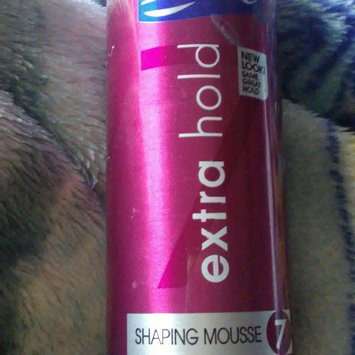 NEW LOOK!
SAME
GREAT
HOLD
extra hold
SHAPING MOUSSE 7